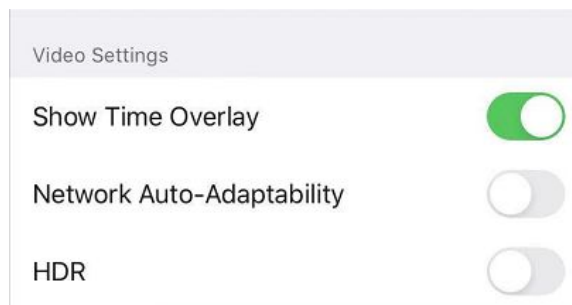 Video Settings
Show Time Overlay
Network Auto-Adaptability
HDR